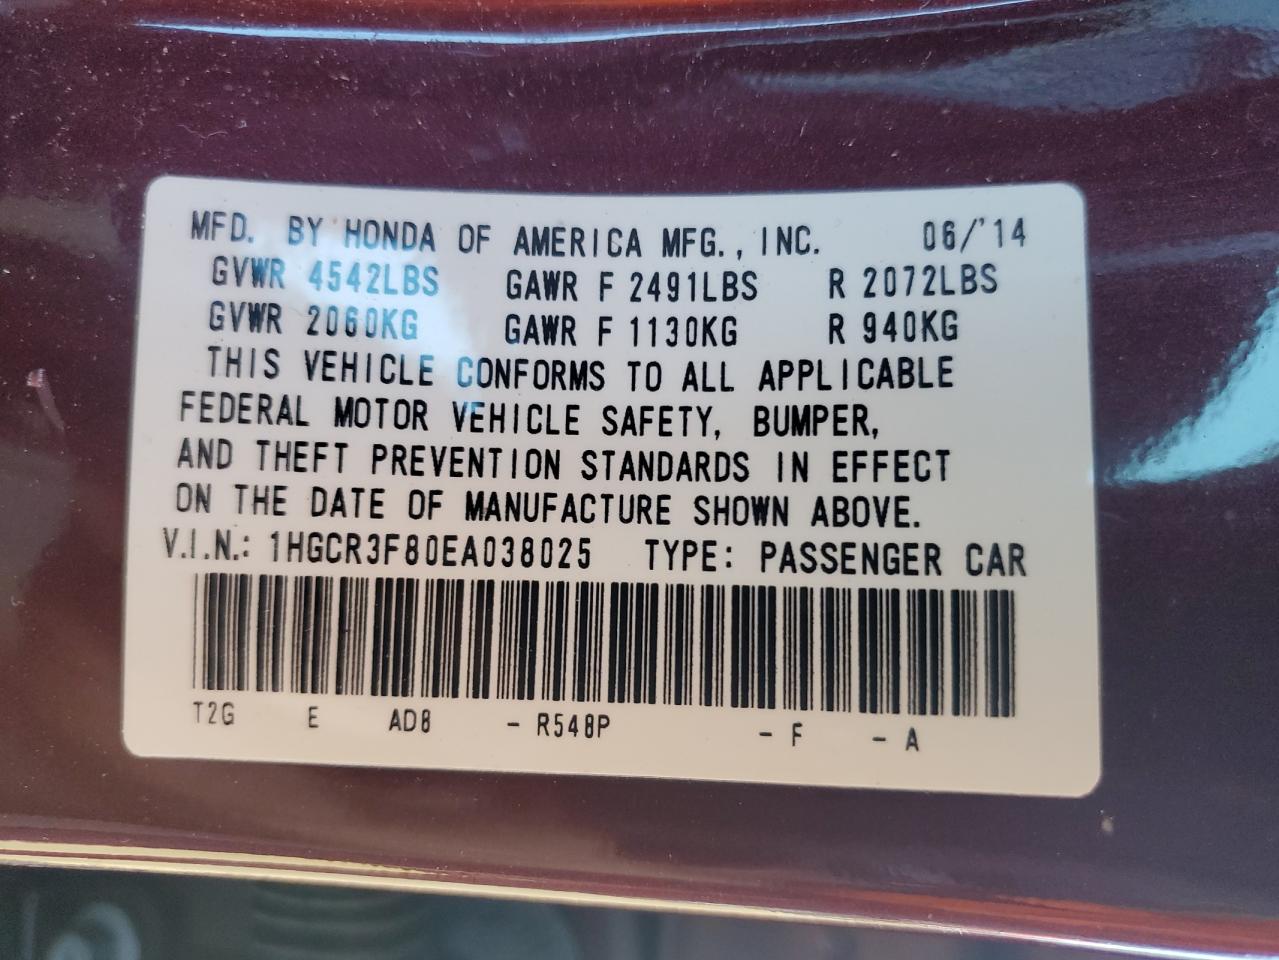 MFD. BY HONDA OF AMERICA MFG., INC. 06/'14
GVWR 4542LBS GAWR F 2491LBS R 2072LBS
GVWR 2060KG GAWR F 1130KG R 940KG
THIS VEHICLE CONFORMS TO ALL APPLICABLE
FEDERAL MOTOR VEHICLE SAFETY, BUMPER,
AND THEFT PREVENTION STANDARDS IN EFFECT
ON THE DATE OF MANUFACTURE SHOWN ABOVE.
V.I.N.: 1HGCR3F80EA038025 TYPE: PASSENGER CAR
T2G E AD8 - R548P - F - A